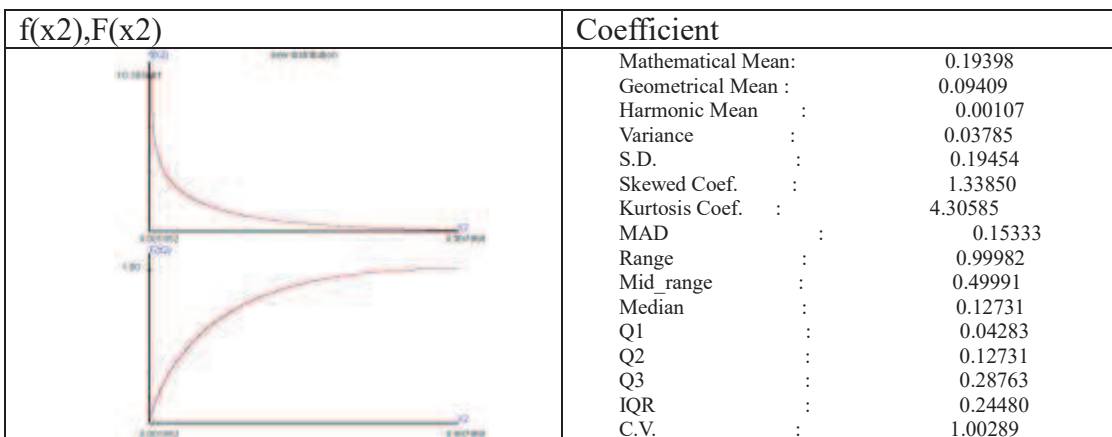 f(x2),F(x2)
Coefficient
new distribution
Mathematical Mean: 0.19398
Geometrical Mean : 0.09409
Harmonic Mean : 0.00107
Variance : 0.03785
S.D. : 0.19454
Skewed Coef. : 1.33850
Kurtosis Coef. : 4.30585
MAD : 0.15333
Range : 0.99982
Mid_range : 0.49991
Median : 0.12731
Q1 : 0.04283
Q2 : 0.12731
Q3 : 0.28763
IQR : 0.24480
C.V. : 1.00289